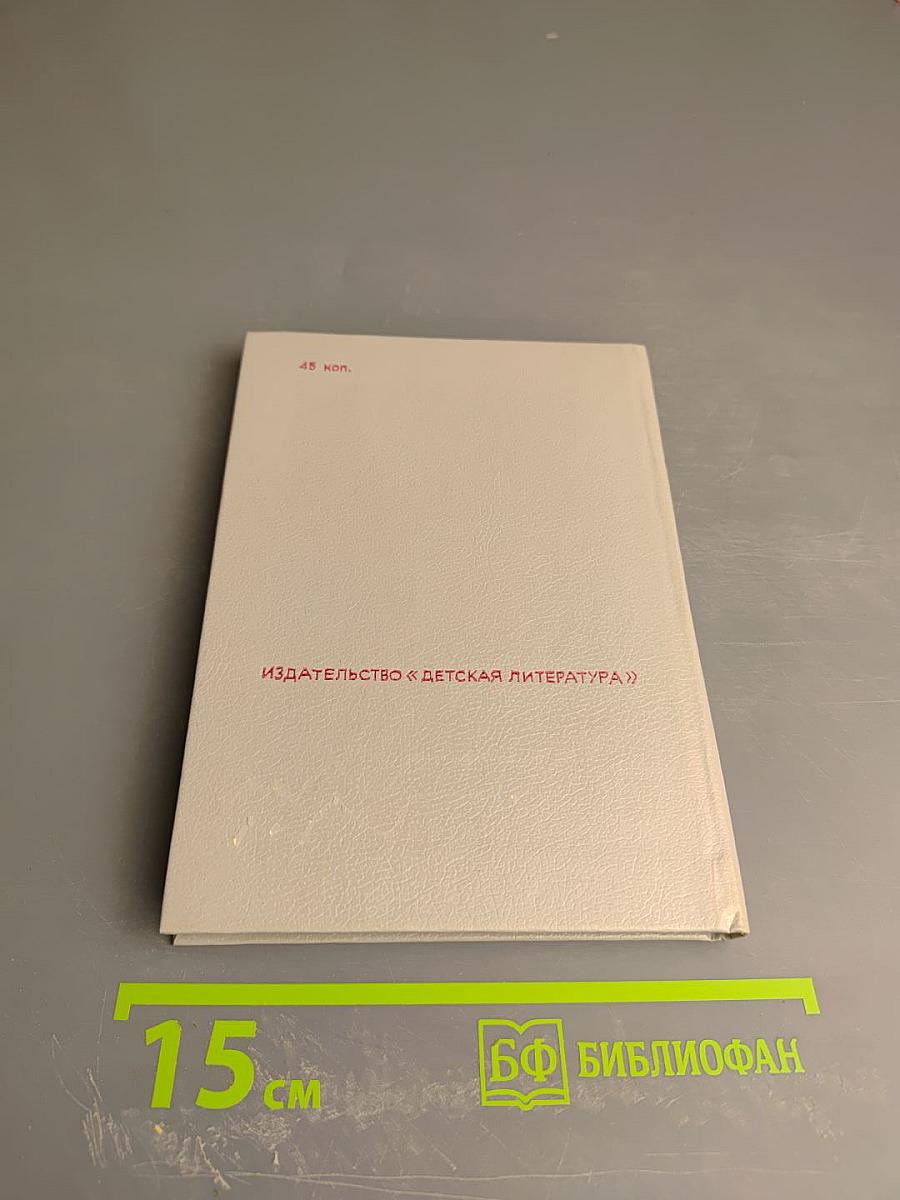 45 коп.
ИЗДАТЕЛЬСТВО «ДЕТСКАЯ ЛИТЕРАТУРА»
15 см
БФ БИБЛИОФАН